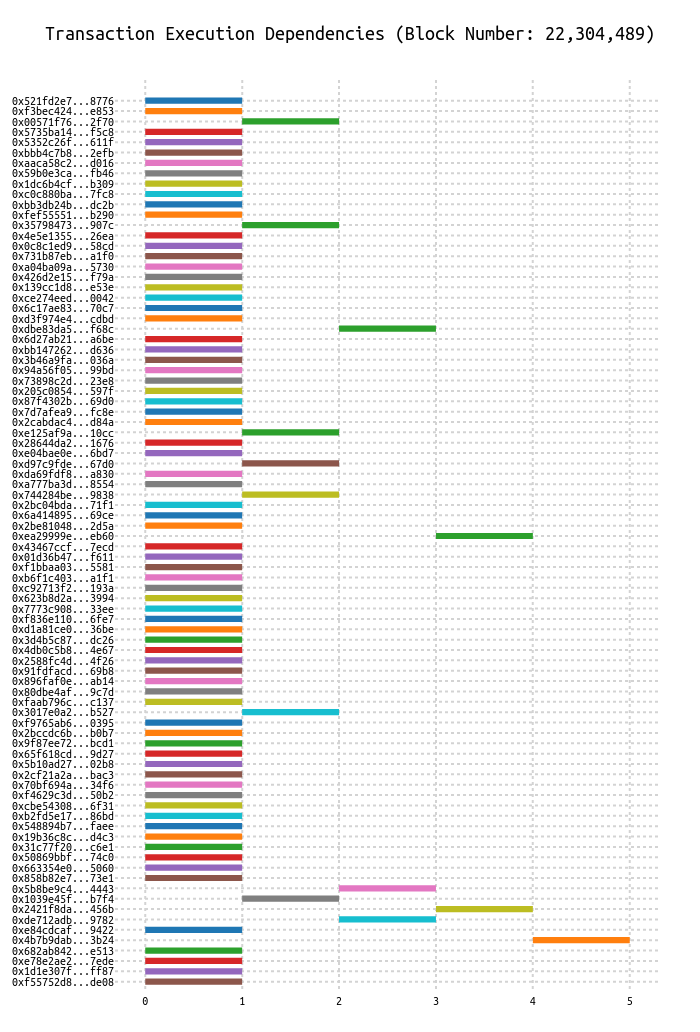 Transaction Execution Dependencies (Block Number: 22,304,489)
0x521fd2e7...8776
0xf3bec424...e853
0x00571f76...2f70
0x5735ba14...f5c8
0x5352c26f...611f
0xbbb4c7b8...2efb
0xaaca58c2...d016
0x59b0e3ca...fb46
0x1dc6b4cf...b309
0xc0c880ba...7fc8
0xbb3db24b...dc2b
0xfef55551...b290
0x35798473...907c
0x4e5e1355...26ea
0x0c8c1ed9...58cd
0x731b87eb...a1f0
0xa04ba09a...5730
0x426d2e15...f79a
0x139cc1d8...e53e
0xce274eed...0042
0x6c17ae83...70c7
0xd3f974e4...cdbd
0xdbe83da5...f68c
0x6d27ab21...a6be
0xbb147262...d636
0x3b46a9fa...036a
0x94a56f05...99bd
0x73898c2d...23e8
0x205c0854...597f
0x87f4302b...69d0
0x7d7afea9...fc8e
0x2cabdac4...d84a
0xe125af9a...10cc
0x28644da2...1676
0xe04bae0e...6bd7
0xd97c9fde...67d0
0xda69fdf8...a830
0xa777ba3d...8554
0x744284be...9838
0x2bc04bda...71f1
0x6a414895...69ce
0x2be81048...2d5a
0xea29999e...eb60
0x43467ccf...7ecd
0x01d36b47...f611
0xf1bbaa03...5581
0xb6f1c403...a1f1
0xc92713f2...193a
0x623b8d2a...3994
0x7773c908...33ee
0xf836e110...6fe7
0xd1a81ce0...36be
0x3d4b5c87...dc26
0x4db0c5b8...4e67
0x2588fc4d...4f26
0x91fdfacd...69b8
0x896faf0e...ab14
0x80dbe4af...9c7d
0xfaab796c...c137
0x3017e0a2...b527
0xf9765ab6...0395
0x2bccdc6b...b0b7
0x9f87ee72...bcd1
0x65f618cd...9d27
0x5b10ad27...02b8
0x2cf21a2a...bac3
0x70bf694a...34f6
0xf4629c3d...50b2
0xcbe54308...6f31
0xb2fd5e17...86bd
0x548894b7...faee
0x19b36c8c...d4c3
0x31c77f20...c6e1
0x50869bbf...74c0
0x663354e0...5060
0x858b82e7...73e1
0x5b8be9c4...4443
0x1039e45f...b7f4
0x2421f8da...456b
0xde712adb...9782
0xe84cdcaf...9422
0x4b7b9dab...3b24
0x682ab842...e513
0xe78e2ae2...7ede
0x1d1e307f...ff87
0xf55752d8...de08
0 1 2 3 4 5